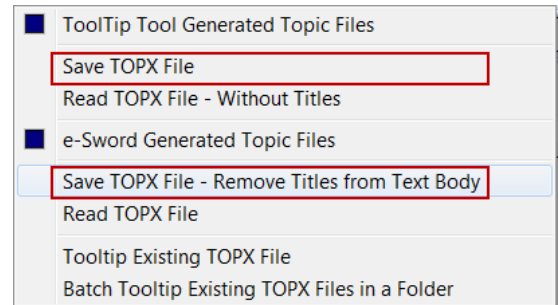 ToolTip Tool Generated Topic Files
Save TOPX File
Read TOPX File - Without Titles
e-Sword Generated Topic Files
Save TOPX File - Remove Titles from Text Body
Read TOPX File
Tooltip Existing TOPX File
Batch Tooltip Existing TOPX Files in a Folder